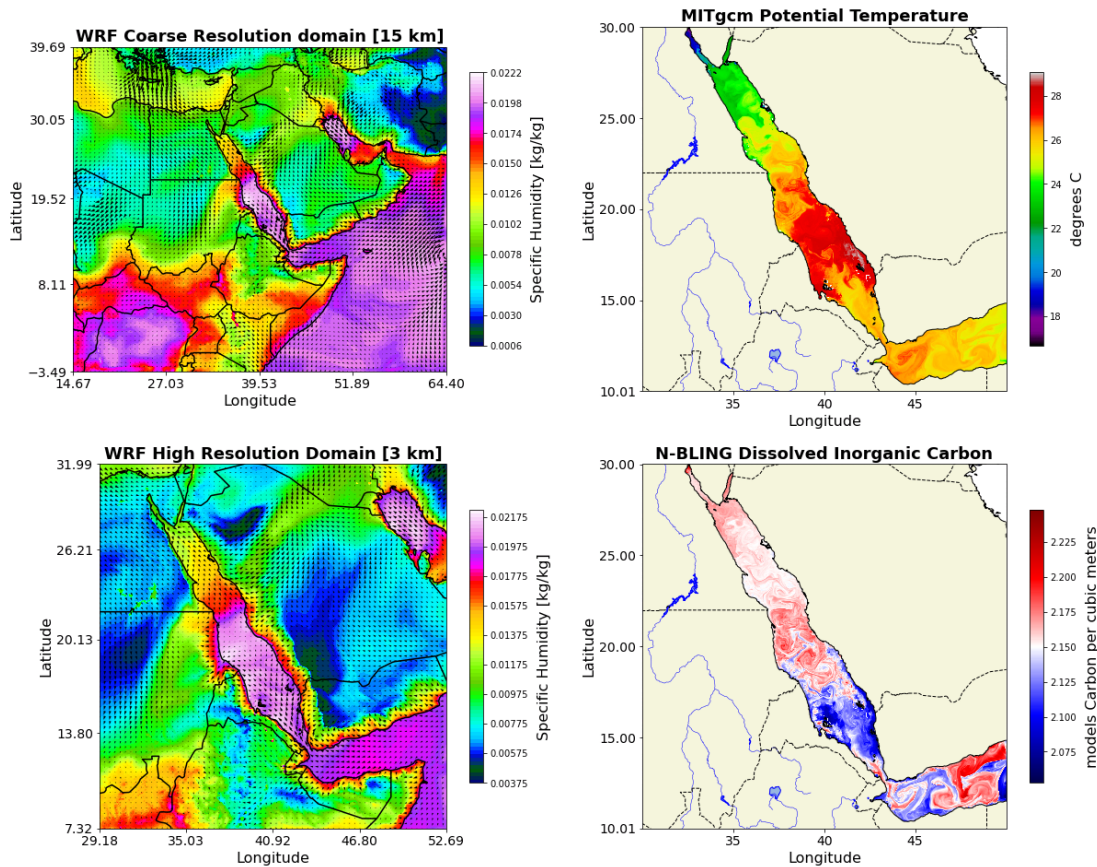 WRF Coarse Resolution domain [15 km]
39.69
30.05
19.52
8.11
−3.49
Latitude
14.67 27.03 39.53 51.89 64.40
Longitude
0.0222
0.0198
0.0174
0.0150
0.0126
0.0102
0.0078
0.0054
0.0030
0.0006
Specific Humidity [kg/kg]
MITgcm Potential Temperature
30.00
25.00
20.00
15.00
10.01
Latitude
35 40 45
Longitude
28
26
24
22
20
18
degrees C
WRF High Resolution Domain [3 km]
31.99
26.21
20.13
13.80
7.32
Latitude
29.18 35.03 40.92 46.82 52.69
Longitude
0.02175
0.01975
0.01775
0.01575
0.01375
0.01175
0.00975
0.00775
0.00575
0.00375
Specific Humidity [kg/kg]
N-BLING Dissolved Inorganic Carbon
30.00
25.00
20.00
15.00
10.01
Latitude
35 40 45
Longitude
2.225
2.200
2.175
2.150
2.125
2.100
2.075
models Carbon per cubic meters